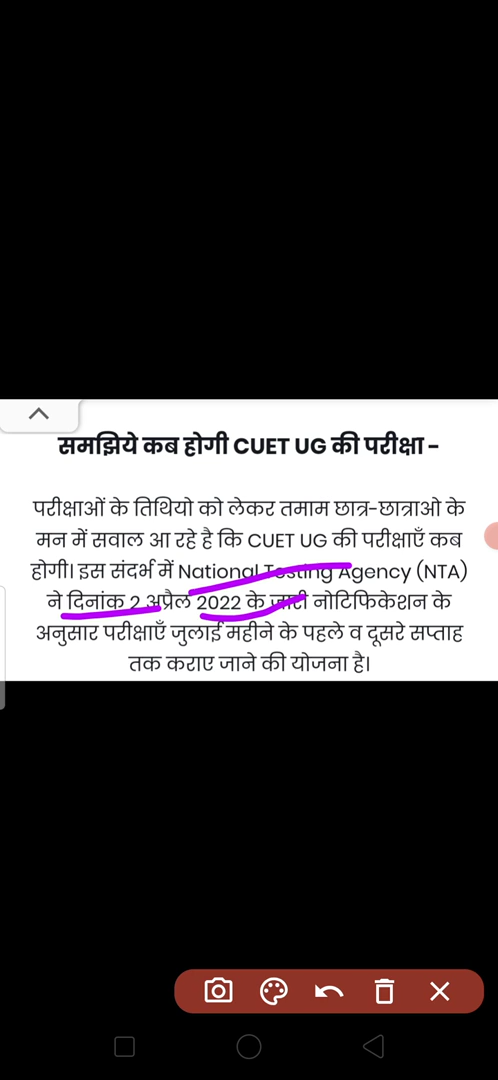 समझिये कब होगी CUET UG की परीक्षा -
परीक्षाओं के तिथियो को लेकर तमाम छात्र-छात्राओ के
मन में सवाल आ रहे है कि CUET UG की परीक्षाएँ कब
होगी। इस संदर्भ में National Testing Agency (NTA)
ने दिनांक 2 अप्रैल 2022 के जारी नोटिफिकेशन के
अनुसार परीक्षाएँ जुलाई महीने के पहले व दूसरे सप्ताह
तक कराए जाने की योजना है।